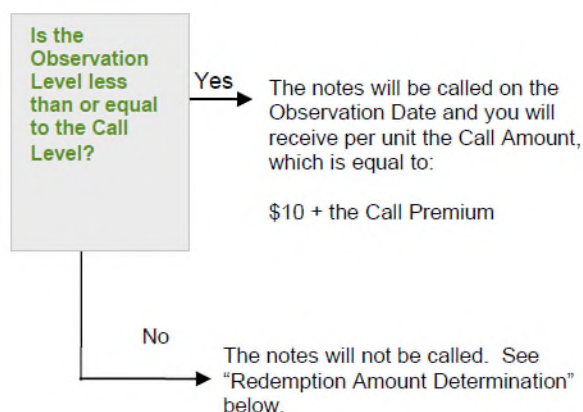 Is the
Observation
Level less
than or equal
to the Call
Level?
Yes
The notes will be called on the
Observation Date and you will
receive per unit the Call Amount,
which is equal to:
$10 + the Call Premium
No
The notes will not be called.  See
“Redemption Amount Determination”
below.